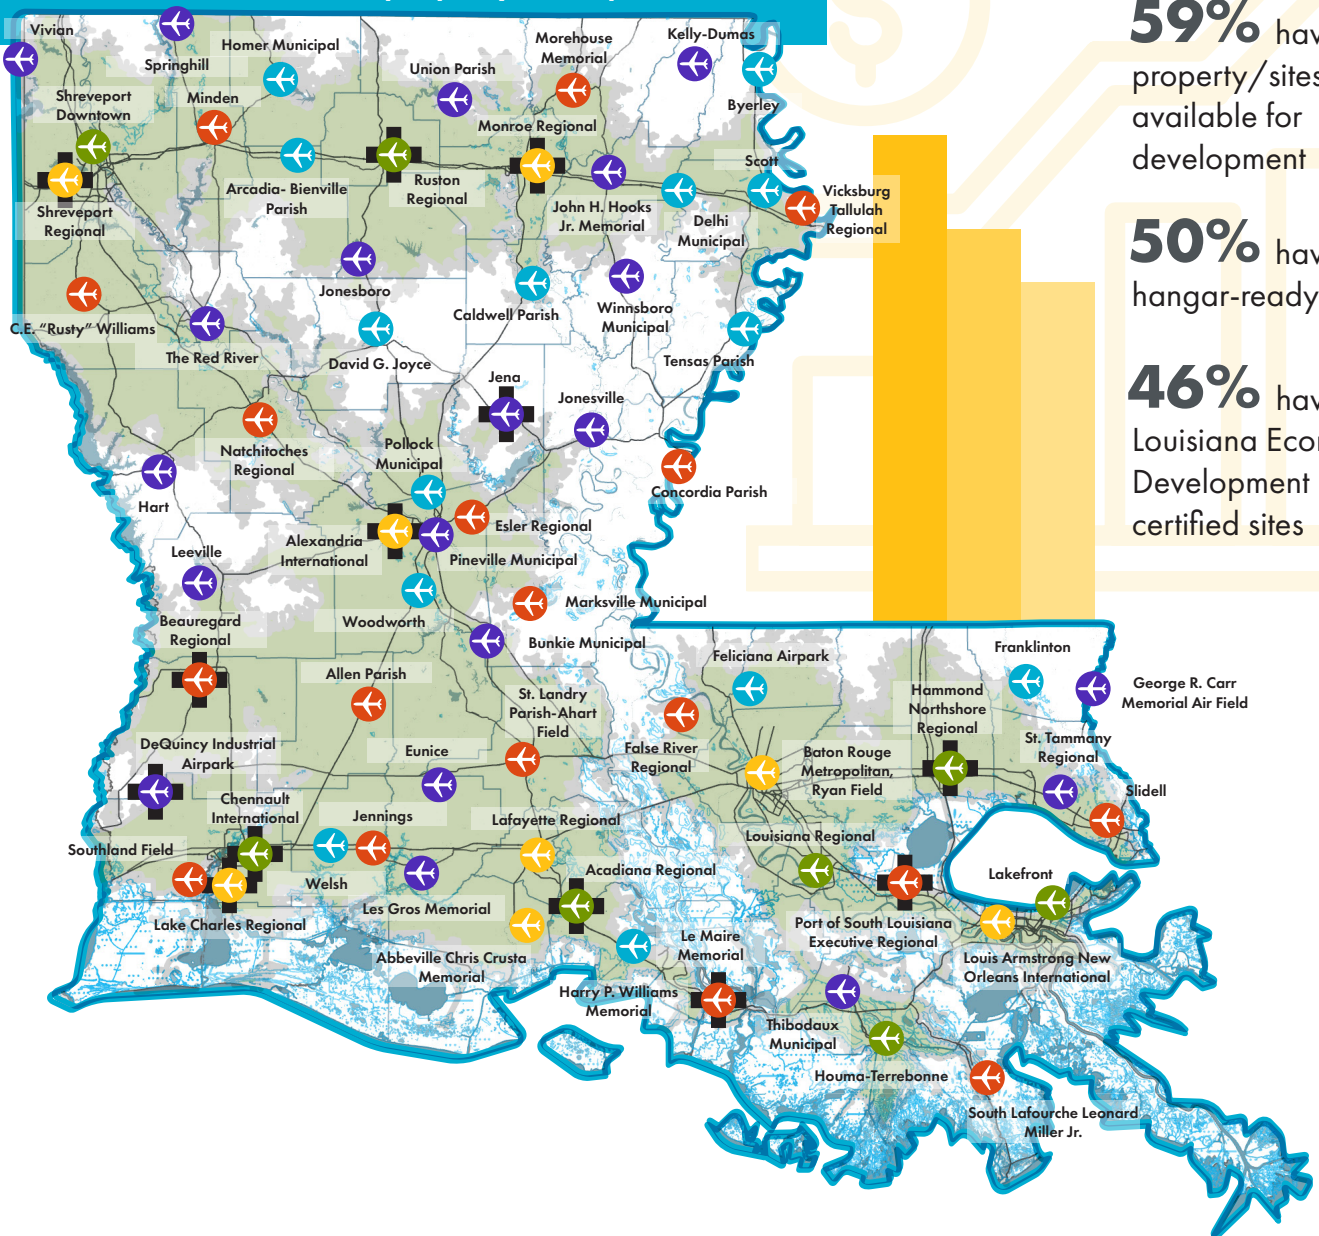 Vivian
Springhill
Homer Municipal
Union Parish
Morehouse
Memorial
Kelly-Dumas
Byerley
Shreveport
Downtown
Minden
Monroe Regional
Scott
Arcadia- Bienville
Parish
Ruston
Regional
John H. Hooks
Jr. Memorial
Delhi
Municipal
Vicksburg
Tallulah
Regional
Shreveport
Regional
Jonesboro
C.E. “Rusty” Williams
The Red River
David G. Joyce
Caldwell Parish
Winnsboro
Municipal
Tensas Parish
Jena
Jonesville
Natchitoches
Regional
Pollock
Municipal
Concordia Parish
Hart
Esler Regional
Alexandria
International
Pineville Municipal
Leeville
Woodworth
Marksville Municipal
Beauregard
Regional
Bunkie Municipal
Allen Parish
St. Landry
Parish-Ahart
Field
Feliciana Airpark
Franklinton
George R. Carr
Memorial Air Field
Hammond
Northshore
Regional
St. Tammany
Regional
False River
Regional
Baton Rouge
Metropolitan,
Ryan Field
Slidell
DeQuincy Industrial
Airpark
Eunice
Chennault
International
Jennings
Lafayette Regional
Louisiana Regional
Southland Field
Welsh
Acadiana Regional
Lakefront
Les Gros Memorial
Lake Charles Regional
Port of South Louisiana
Executive Regional
Le Maire
Memorial
Abbeville Chris Crusta
Memorial
Louis Armstrong New
Orleans International
Harry P. Williams
Memorial
Thibodaux
Municipal
Houma-Terrebonne
South Lafourche Leonard
Miller Jr.
59% hav
property/sites
available for
development
50% hav
hangar-ready
46% hav
Louisiana Econ
Development
certified sites